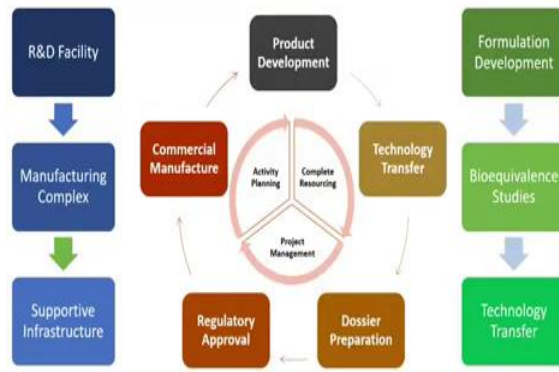 R&D Facility
Manufacturing
Complex
Supportive
Infrastructure
Product
Development
Technology
Transfer
Dossier
Preparation
Regulatory
Approval
Commercial
Manufacture
Activity
Planning
Complete
Resourcing
Project
Management
Formulation
Development
Bioequivalence
Studies
Technology
Transfer